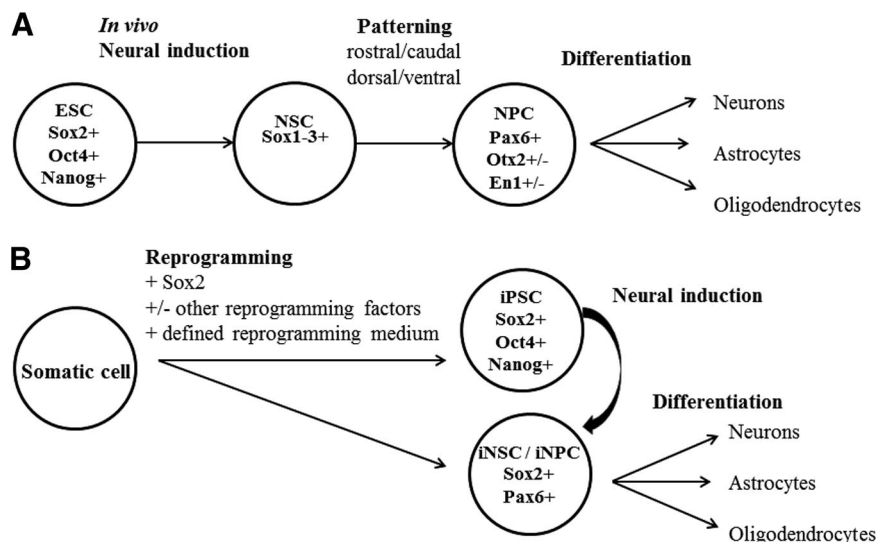 A
In vivo
Neural induction
Patterning
rostral/caudal
dorsal/ventral
Differentiation
ESC
Sox2+
Oct4+
Nanog+
NSC
Sox1-3+
NPC
Pax6+
Otx2+/-
En1+/-
Neurons
Astrocytes
Oligodendrocytes
B
Reprogramming
+ Sox2
+/- other reprogramming factors
+ defined reprogramming medium
Somatic cell
iPSC
Sox2+
Oct4+
Nanog+
Neural induction
iNSC / iNPC
Sox2+
Pax6+
Differentiation
Neurons
Astrocytes
Oligodendrocytes